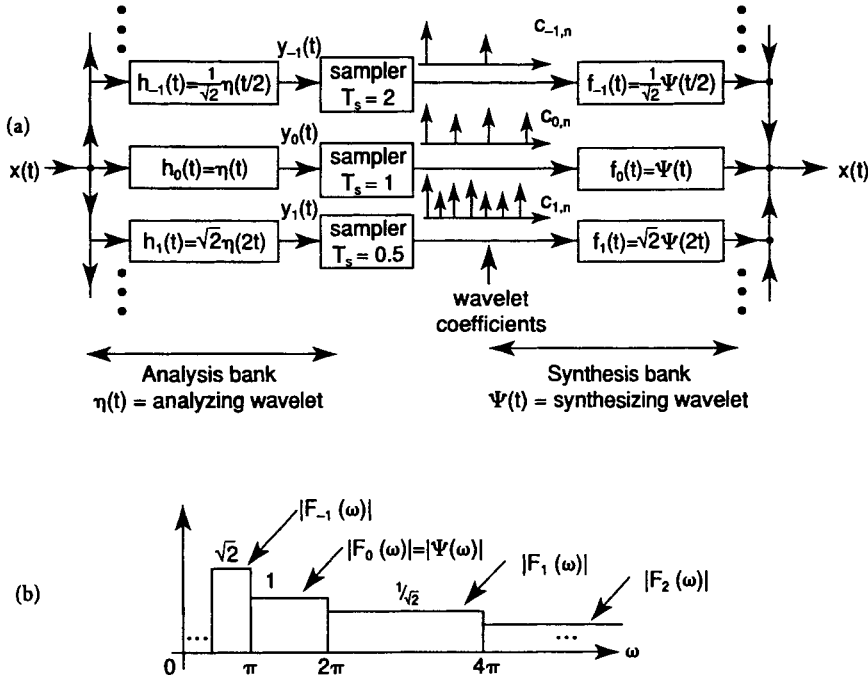 y₋₁(t)
c₋₁,ₙ
h₋₁(t)=1/√2 η(t/2)
sampler
Tₛ = 2
f₋₁(t)=1/√2 Ψ(t/2)
(a)
y₀(t)
c₀,ₙ
x(t)
h₀(t)=η(t)
sampler
Tₛ = 1
f₀(t)=Ψ(t)
x(t)
y₁(t)
c₁,ₙ
h₁(t)=√2η(2t)
sampler
Tₛ = 0.5
f₁(t)=√2 Ψ(2t)
wavelet
coefficients
Analysis bank
η(t) = analyzing wavelet
Synthesis bank
Ψ(t) = synthesizing wavelet
|F₋₁ (ω)|
√2
|F₀ (ω)|=|Ψ(ω)|
|F₁ (ω)|
|F₂ (ω)|
1
1/√2
(b)
...
...
0
π
2π
4π
ω